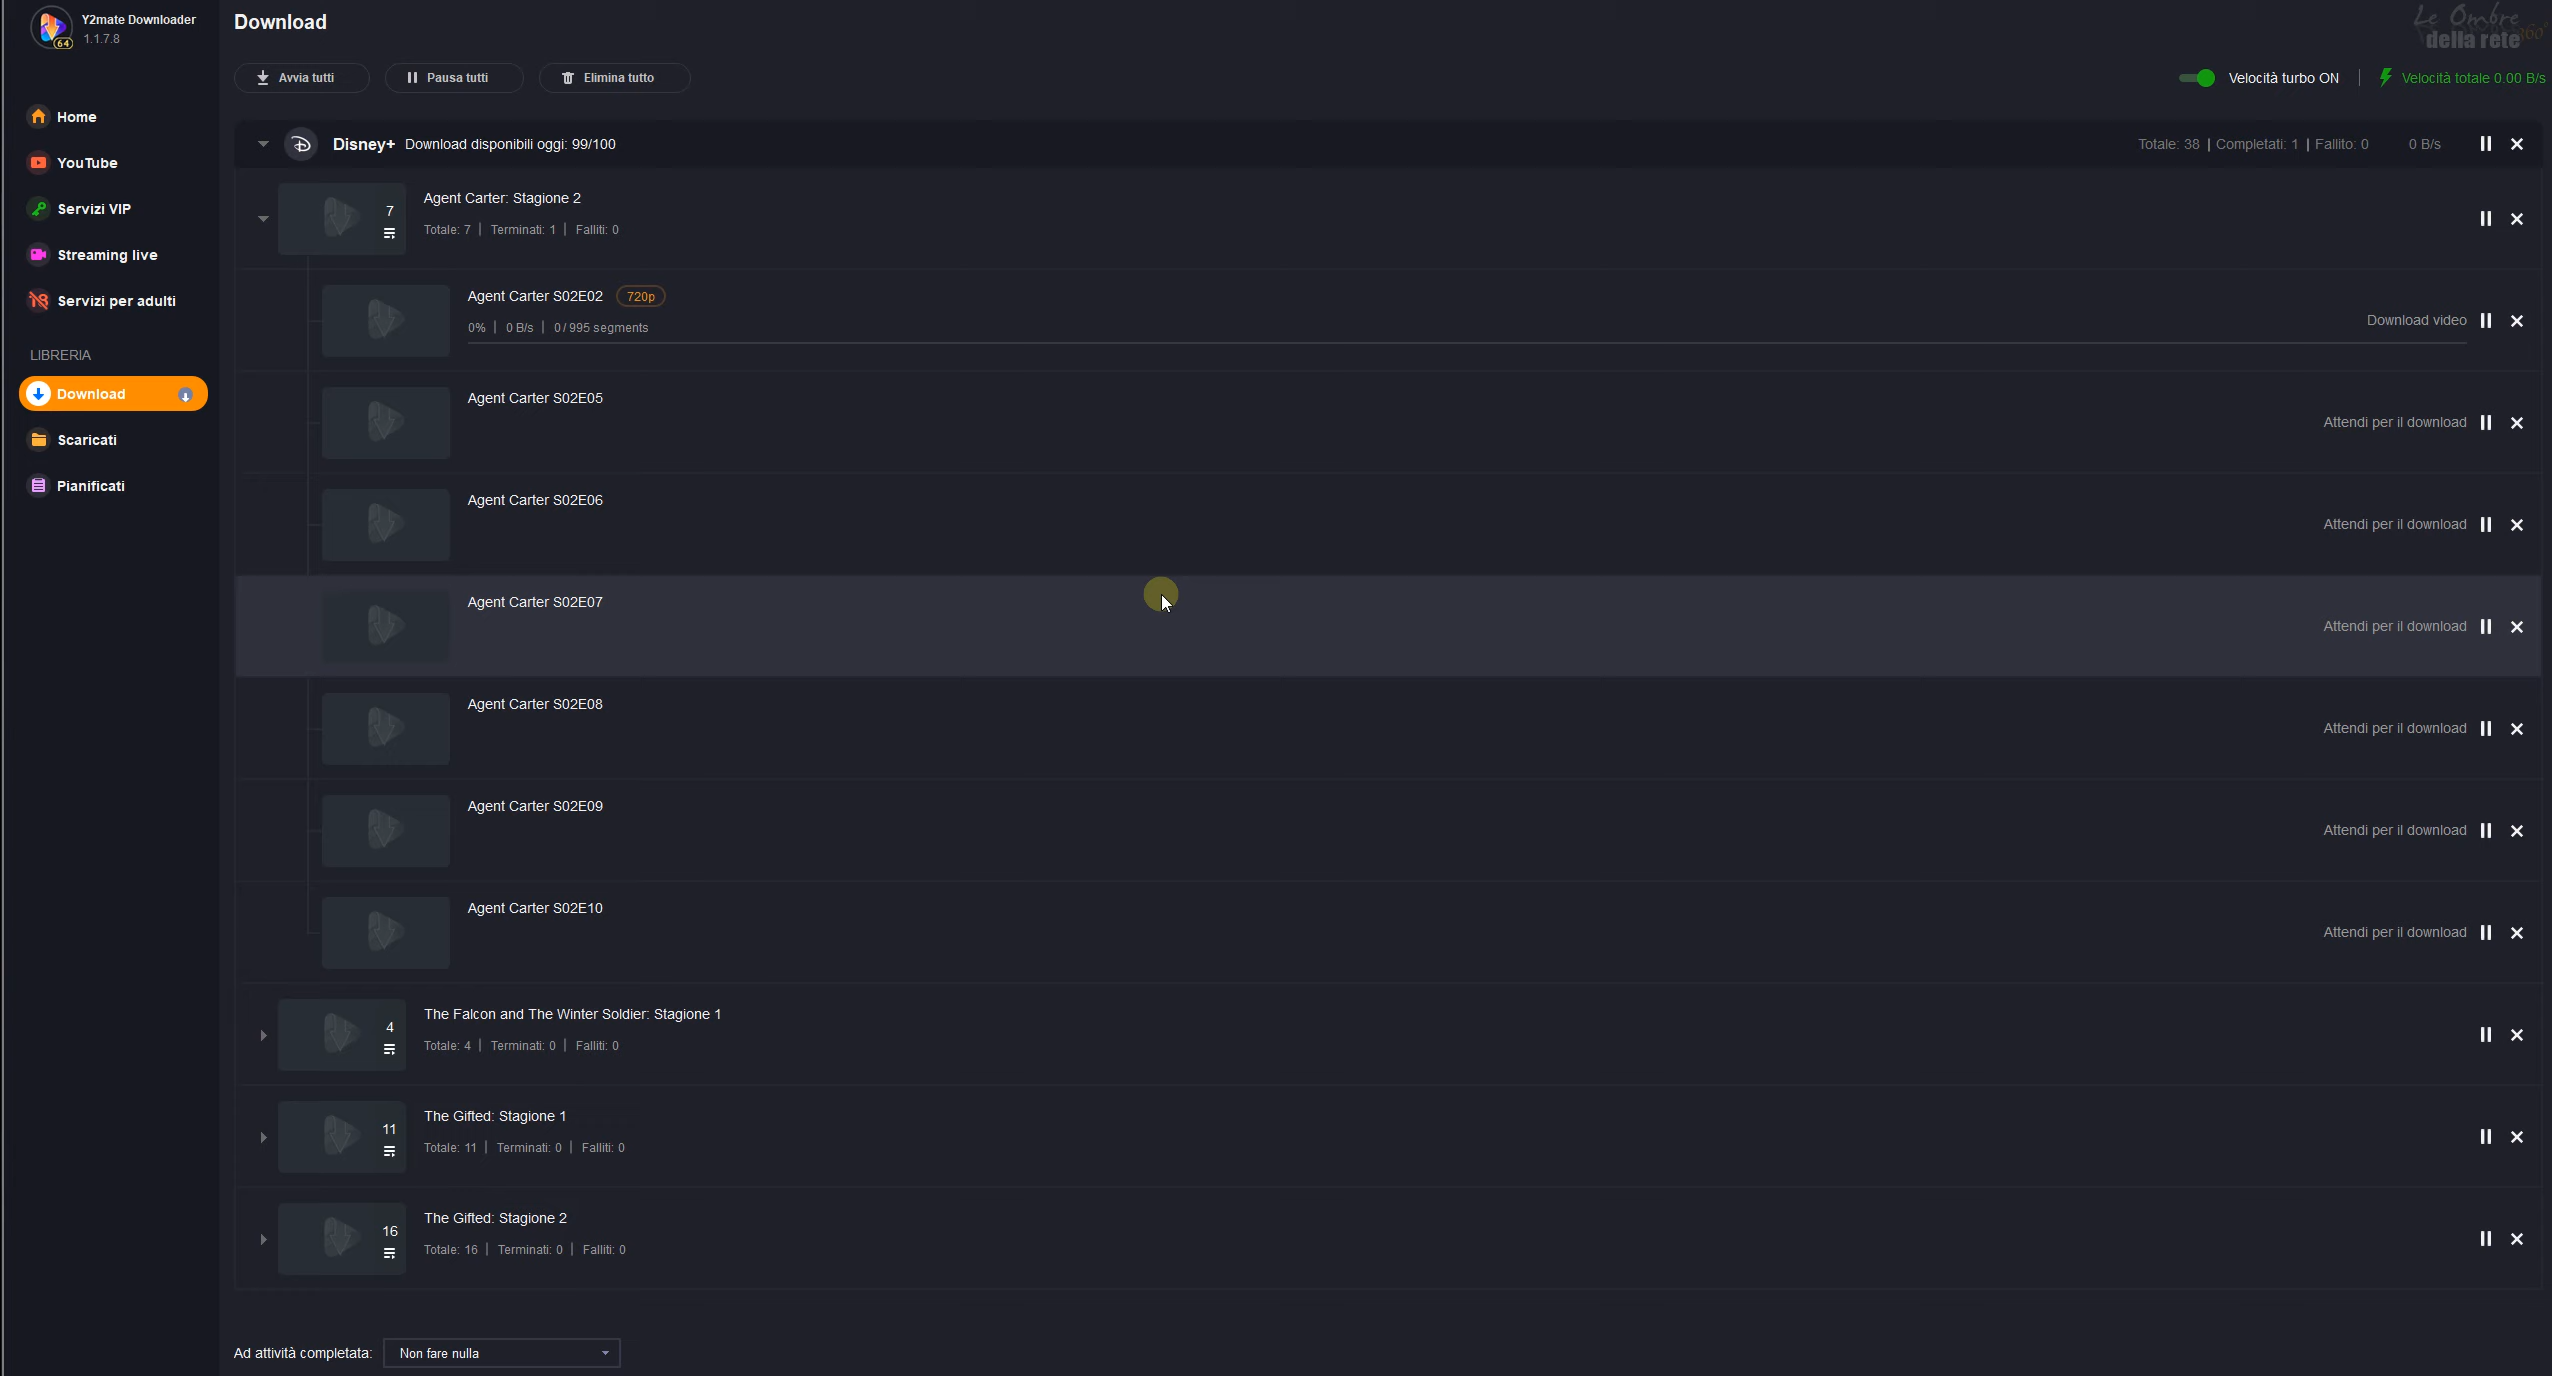 Y2mate Downloader
1.1.7.8
64
Download
Le Ombre
della rete 360°
Avvia tutti
Pausa tutti
Elimina tutto
Velocità turbo ON
Velocità totale 0.00 B/s
Home
YouTube
Servizi VIP
Streaming live
18
Servizi per adulti
LIBRERIA
Download
Scaricati
Pianificati
Disney+ Download disponibili oggi: 99/100
Totale: 38 | Completati: 1 | Fallito: 0 0 B/s
7
Agent Carter: Stagione 2
Totale: 7 | Terminati: 1 | Falliti: 0
Agent Carter S02E02 720p
0% | 0 B/s | 0/995 segments
Download video
Agent Carter S02E05
Attendi per il download
Agent Carter S02E06
Attendi per il download
Agent Carter S02E07
Attendi per il download
Agent Carter S02E08
Attendi per il download
Agent Carter S02E09
Attendi per il download
Agent Carter S02E10
Attendi per il download
4
The Falcon and The Winter Soldier: Stagione 1
Totale: 4 | Terminati: 0 | Falliti: 0
11
The Gifted: Stagione 1
Totale: 11 | Terminati: 0 | Falliti: 0
16
The Gifted: Stagione 2
Totale: 16 | Terminati: 0 | Falliti: 0
Ad attività completata: Non fare nulla